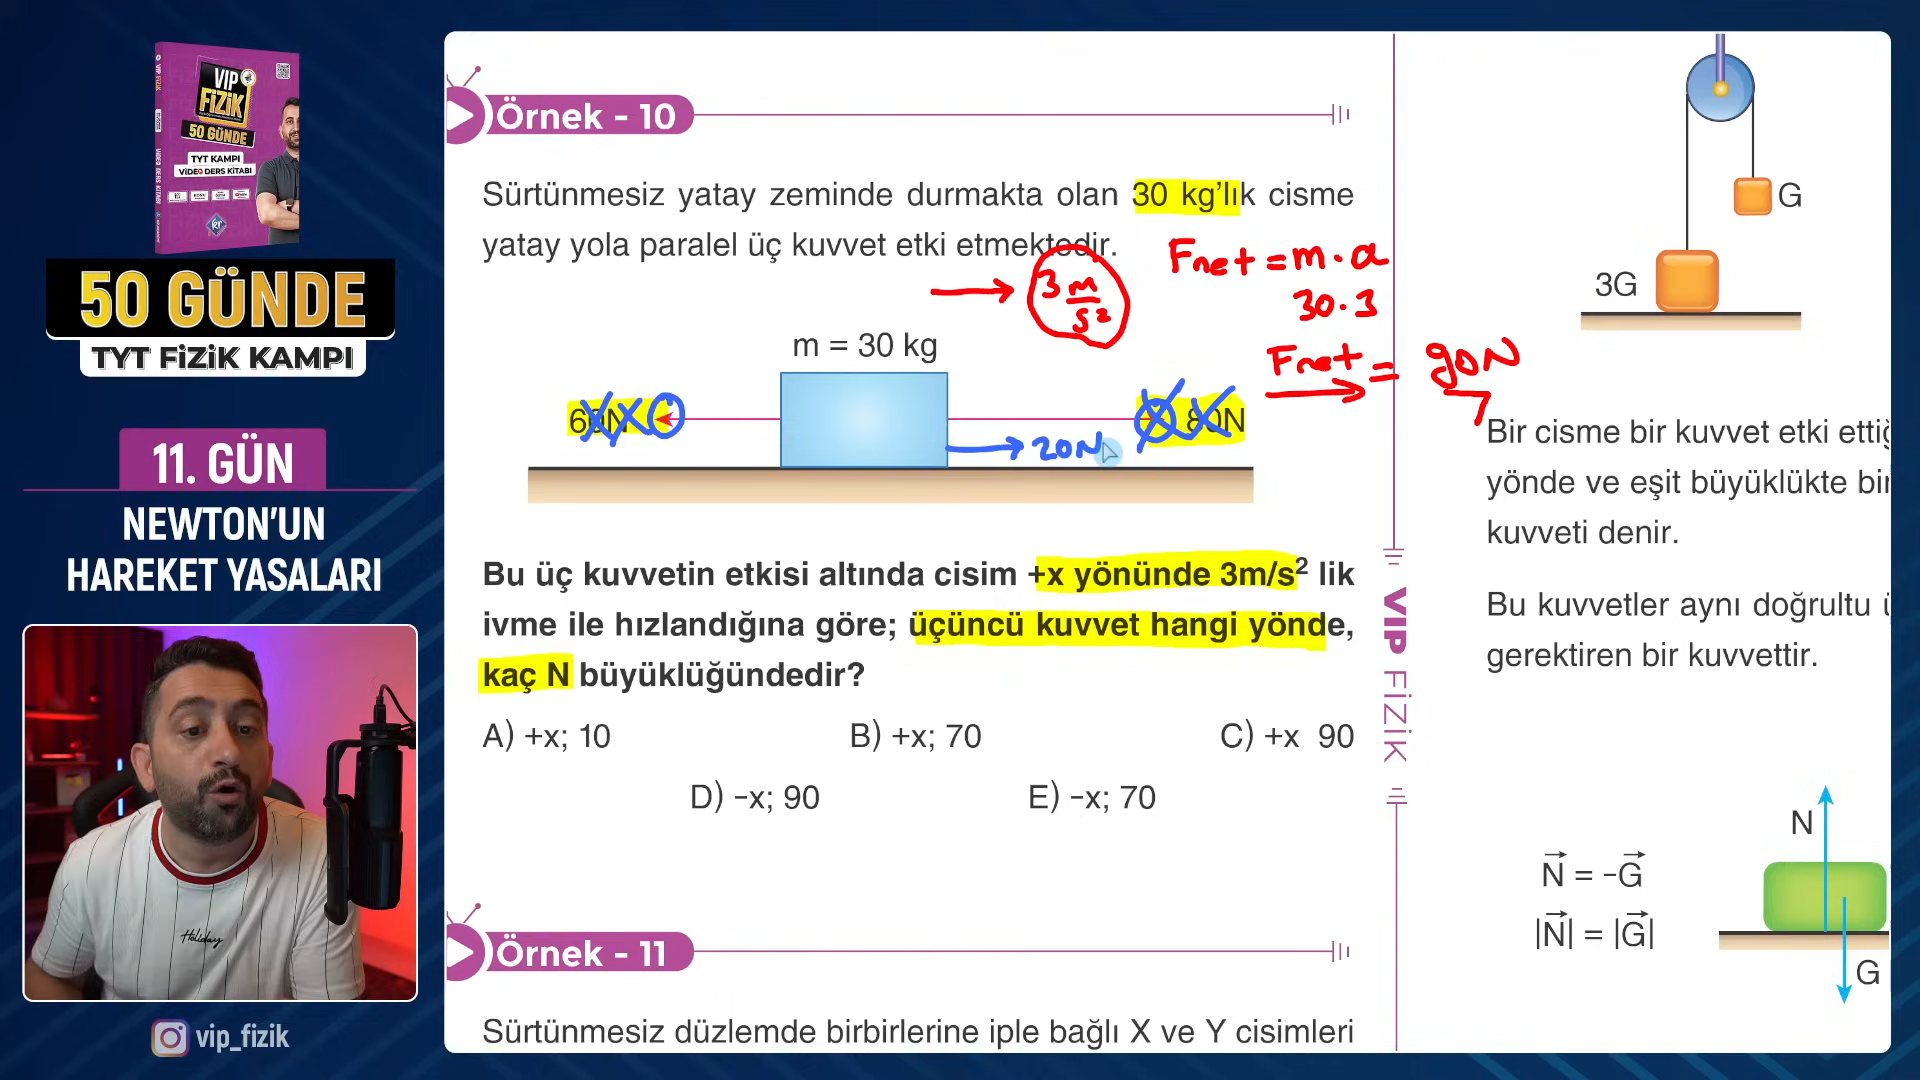 VIP
FİZİK
50 GÜNDE
TYT KAMPI
VİDEO DERS KİTABI
50 GÜNDE
TYT FİZİK KAMPI
11. GÜN
NEWTON'UN
HAREKET YASALARI
Holiday
vip_fizik
Örnek - 10
Sürtünmesiz yatay zeminde durmakta olan 30 kg'lık cisme
yatay yola paralel üç kuvvet etki etmektedir.
3 m/s²
Fnet = m · a
30 · 3
Fnet = 90N
m = 30 kg
60N
80N
20N
Bu üç kuvvetin etkisi altında cisim +x yönünde 3m/s² lik
ivme ile hızlandığına göre; üçüncü kuvvet hangi yönde,
kaç N büyüklüğündedir?
A) +x; 10 B) +x; 70 C) +x 90
D) -x; 90 E) -x; 70
Örnek - 11
Sürtünmesiz düzlemde birbirlerine iple bağlı X ve Y cisimleri
VIP FİZİK
G
3G
Bir cisme bir kuvvet etki
yönde ve eşit büyüklükte
kuvveti denir.
Bu kuvvetler aynı doğrultu
gerektiren bir kuvvettir.
N
N = -G
|N| = |G|
G